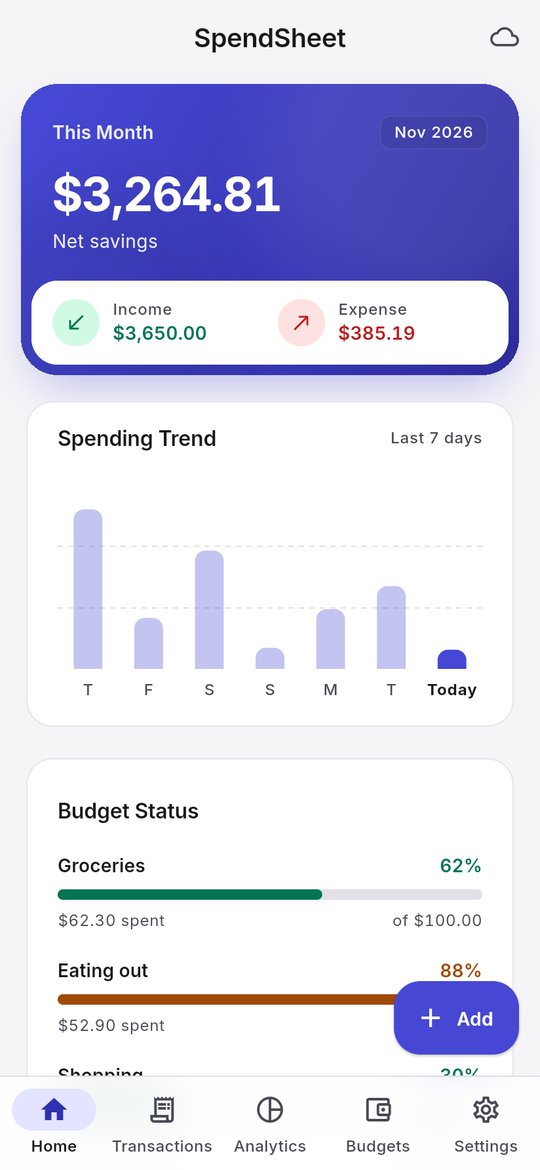 SpendSheet
This Month
Nov 2026
$3,264.81
Net savings
Income
$3,650.00
Expense
$385.19
Spending Trend
Last 7 days
T F S S M T Today
Budget Status
Groceries
62%
$62.30 spent
of $100.00
Eating out
88%
$52.90 spent
Add
Shopping
30%
Home
Transactions
Analytics
Budgets
Settings